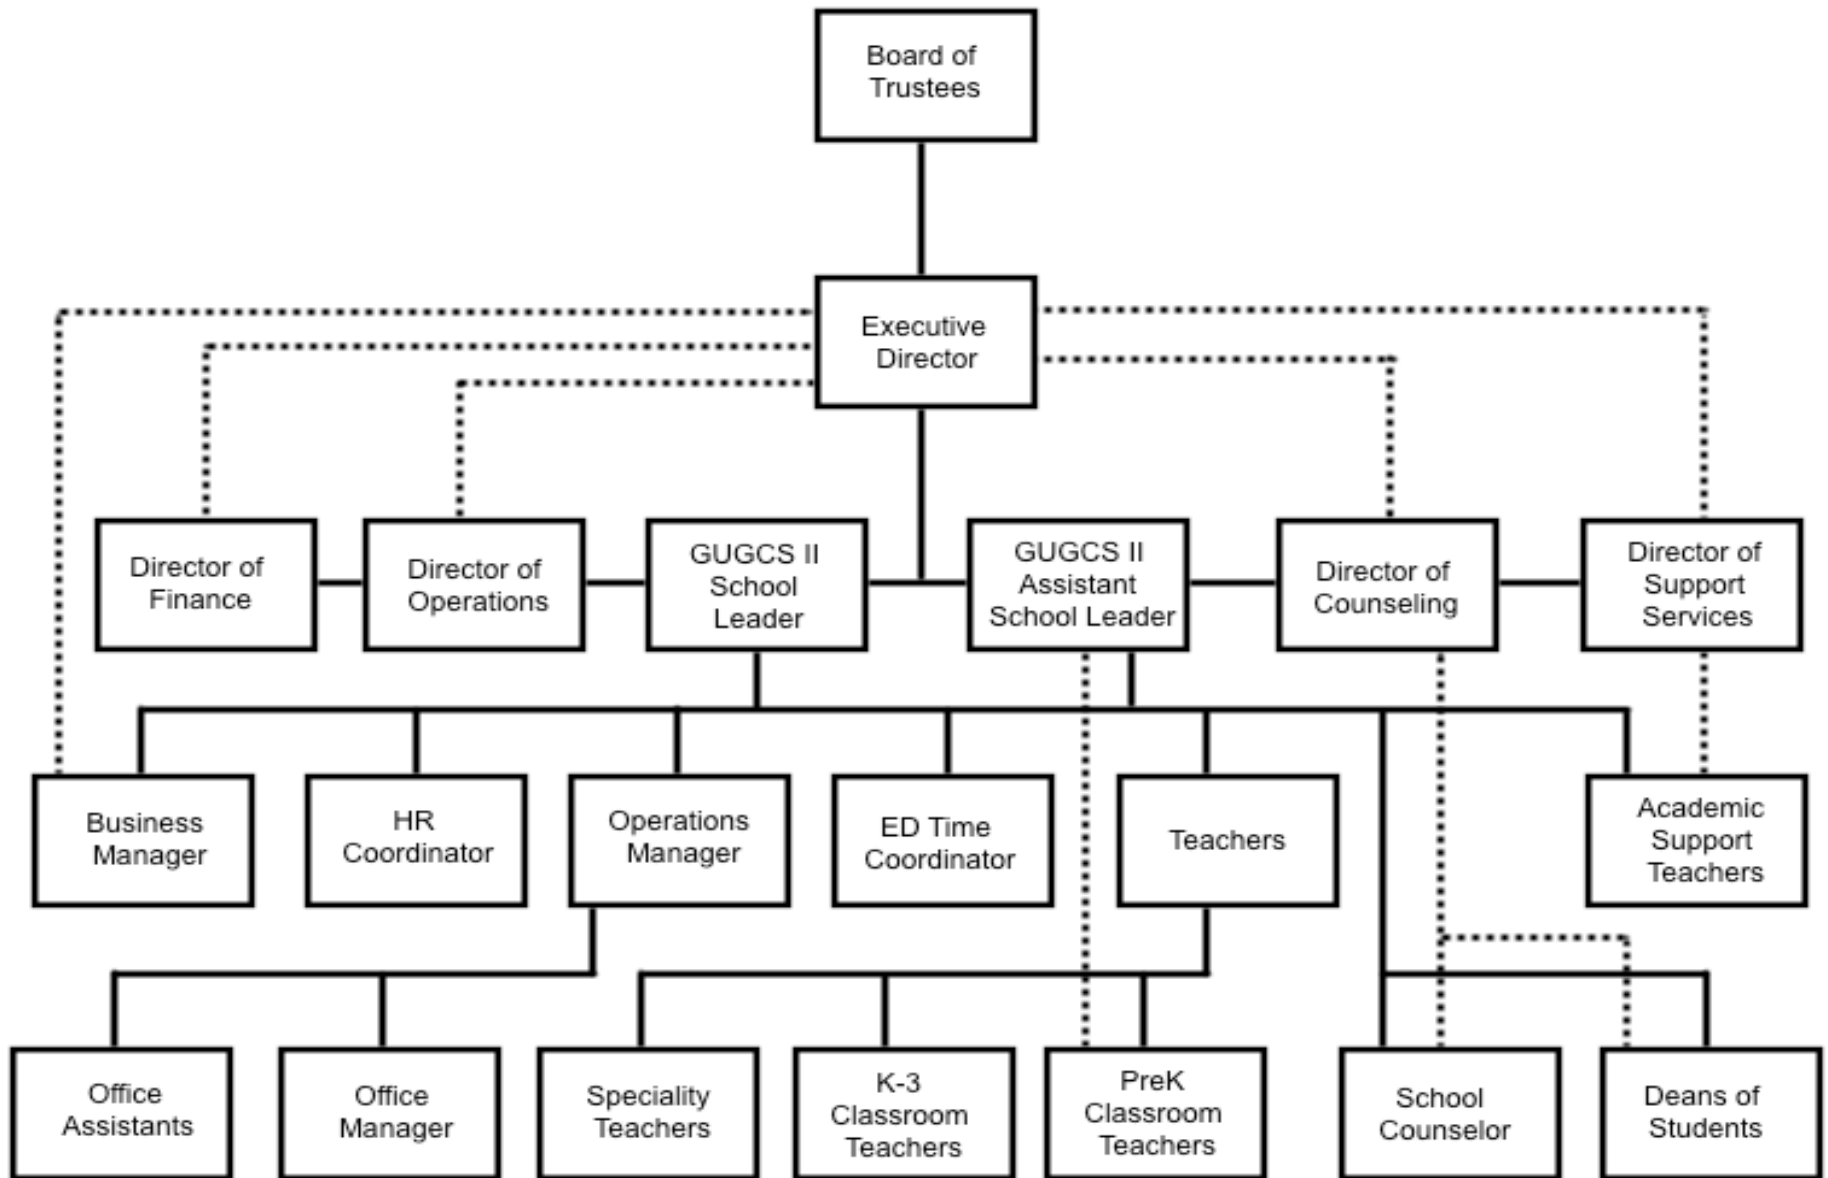 Board of
Trustees
Executive
Director
Director of
Finance
Director of
Operations
GUGCS II
School
Leader
GUGCS II
Assistant
School Leader
Director of
Counseling
Director of
Support
Services
Business
Manager
HR
Coordinator
Operations
Manager
ED Time
Coordinator
Teachers
Academic
Support
Teachers
Office
Assistants
Office
Manager
Speciality
Teachers
K-3
Classroom
Teachers
PreK
Classroom
Teachers
School
Counselor
Deans of
Students